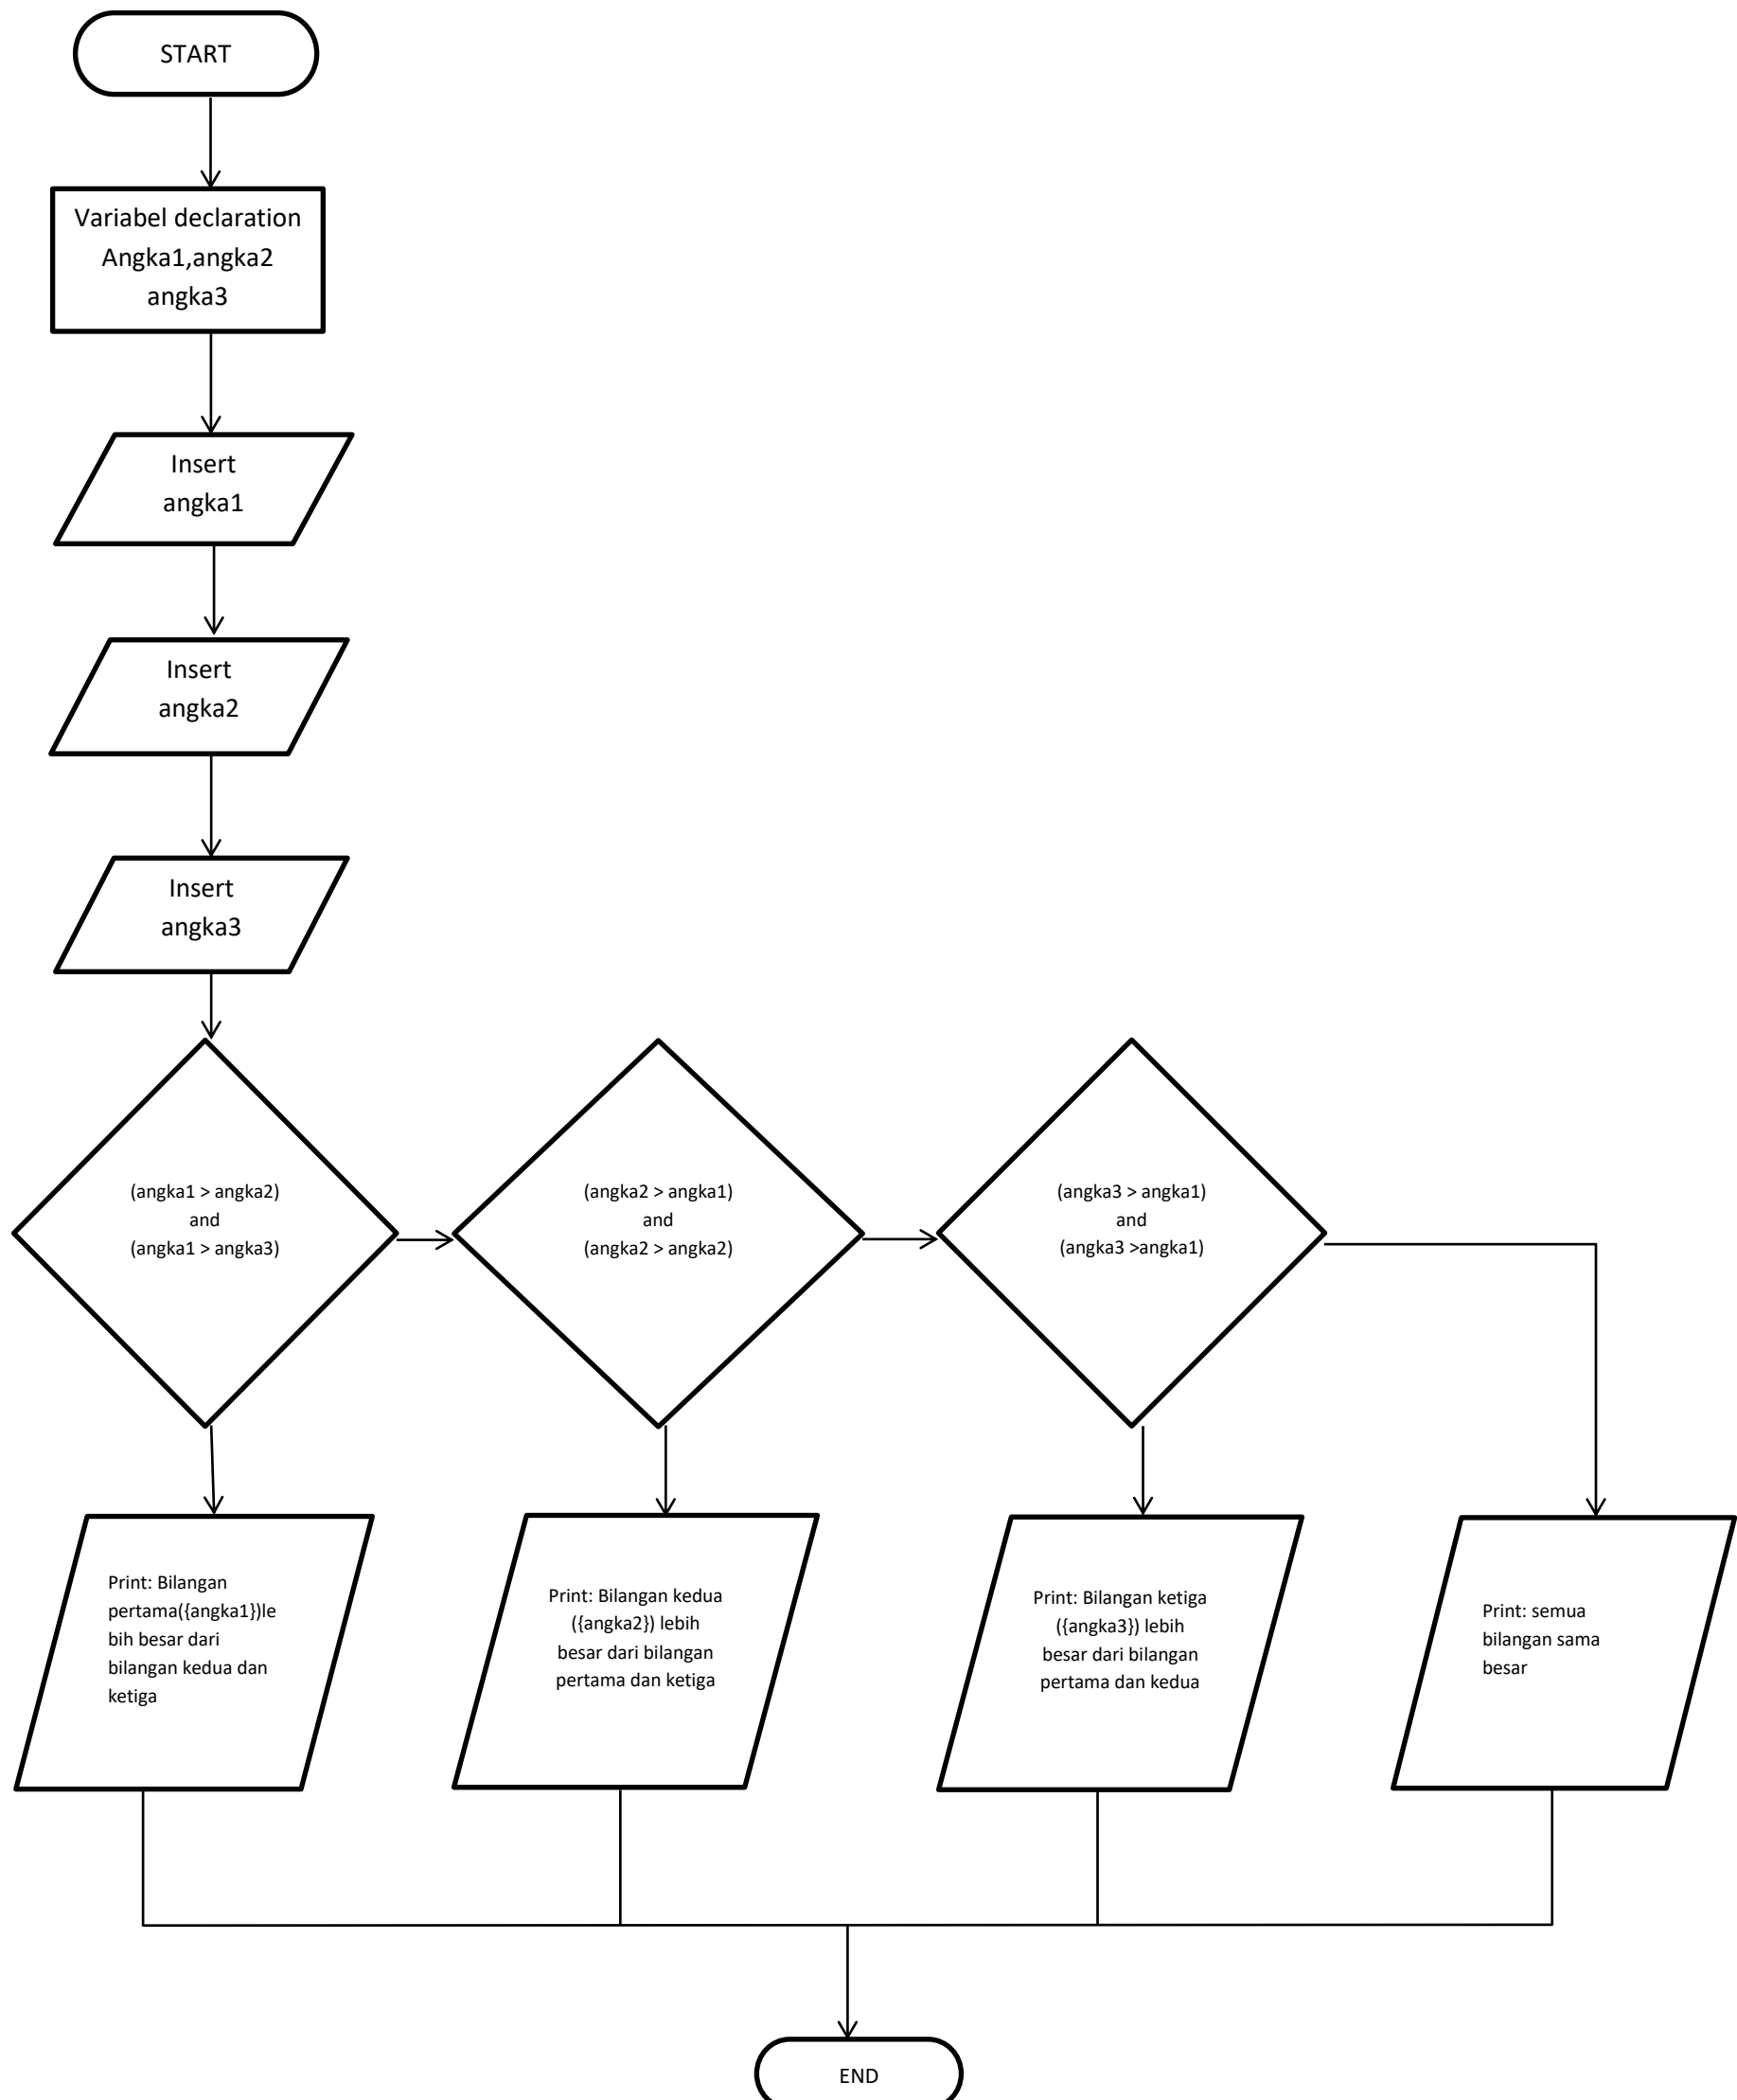 START
Variabel declaration
Angka1,angka2
angka3
Insert
angka1
Insert
angka2
Insert
angka3
(angka1 > angka2)
and
(angka1 > angka3)
(angka2 > angka1)
and
(angka2 > angka2)
(angka3 > angka1)
and
(angka3 >angka1)
Print: Bilangan
pertama({angka1})le
bih besar dari
bilangan kedua dan
ketiga
Print: Bilangan kedua
({angka2}) lebih
besar dari bilangan
pertama dan ketiga
Print: Bilangan ketiga
({angka3}) lebih
besar dari bilangan
pertama dan kedua
Print: semua
bilangan sama
besar
END